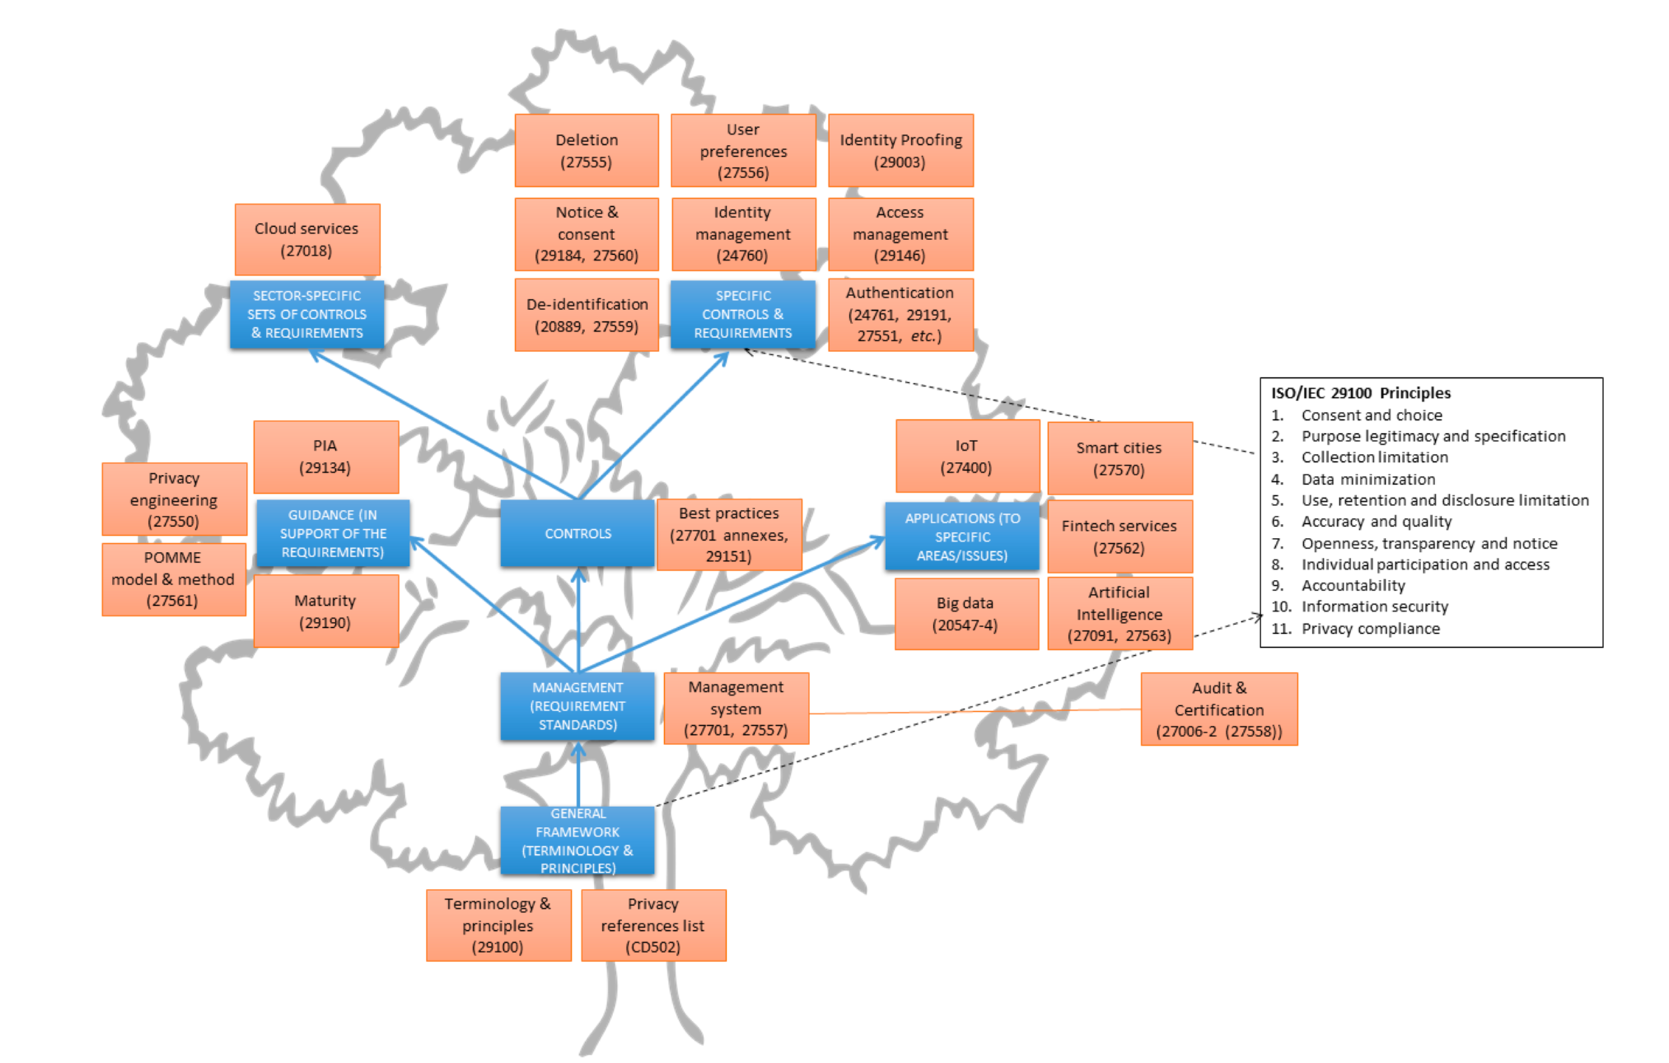 Deletion
(27555)
User
preferences
(27556)
Identity Proofing
(29003)
Cloud services
(27018)
Notice &
consent
(29184, 27560)
Identity
management
(24760)
Access
management
(29146)
SECTOR-SPECIFIC
SETS OF CONTROLS
& REQUIREMENTS
De-identification
(20889, 27559)
SPECIFIC
CONTROLS &
REQUIREMENTS
Authentication
(24761, 29191,
27551, etc.)
ISO/IEC 29100 Principles
1. Consent and choice
2. Purpose legitimacy and specification
3. Collection limitation
4. Data minimization
5. Use, retention and disclosure limitation
6. Accuracy and quality
7. Openness, transparency and notice
8. Individual participation and access
9. Accountability
10. Information security
11. Privacy compliance
PIA
(29134)
Privacy
engineering
(27550)
GUIDANCE (IN
SUPPORT OF THE
REQUIREMENTS)
POMME
model & method
(27561)
Maturity
(29190)
CONTROLS
Best practices
(27701 annexes,
29151)
IoT
(27400)
Smart cities
(27570)
APPLICATIONS (TO
SPECIFIC
AREAS/ISSUES)
Fintech services
(27562)
Big data
(20547-4)
Artificial
Intelligence
(27091, 27563)
MANAGEMENT
(REQUIREMENT
STANDARDS)
Management
system
(27701, 27557)
Audit &
Certification
(27006-2 (27558))
GENERAL
FRAMEWORK
(TERMINOLOGY &
PRINCIPLES)
Terminology &
principles
(29100)
Privacy
references list
(CD502)